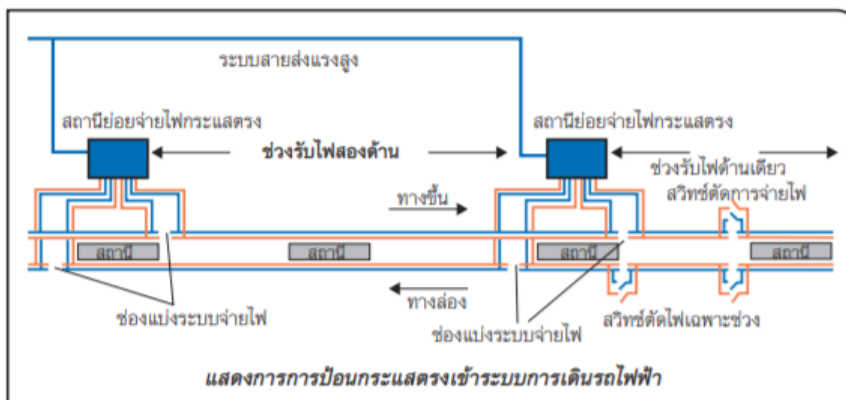 ระบบสายส่งแรงสูง
สถานีย่อยจ่ายไฟกระแสตรง
สถานีย่อยจ่ายไฟกระแสตรง
ช่วงรับไฟสองด้าน
ช่วงรับไฟด้านเดียว
สวิทช์ตัดการจ่ายไฟ
ทางขึ้น
สถานี
สถานี
สถานี
สถานี
ทางล่อง
ช่องแบ่งระบบจ่ายไฟ
ช่องแบ่งระบบจ่ายไฟ
สวิทช์ตัดไฟเฉพาะช่วง
แสดงการการป้อนกระแสตรงเข้าระบบการเดินรถไฟฟ้า